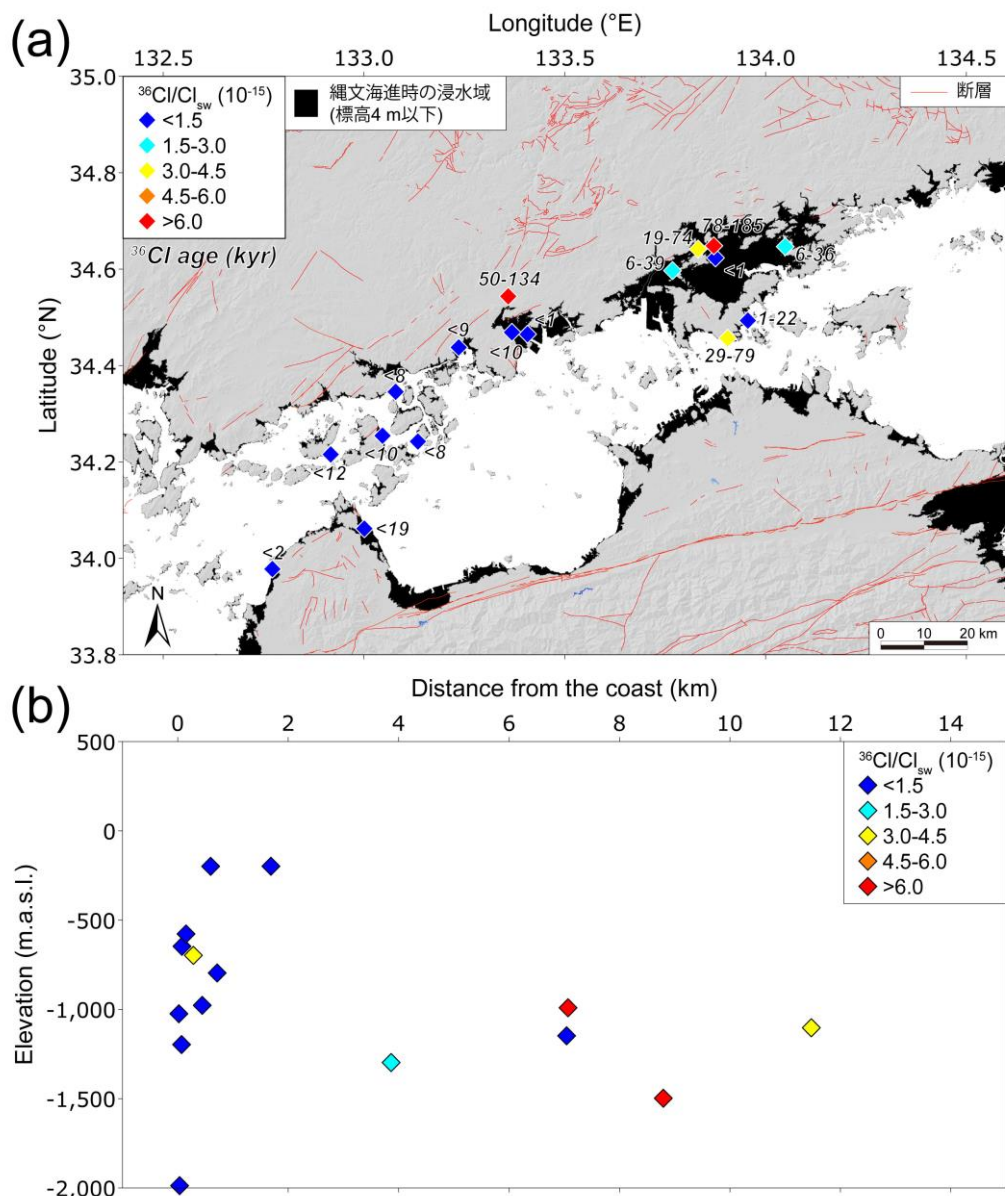 (a)
Longitude (°E)
132.5 133.0 133.5 134.0 134.5
35.0
34.8
34.6
34.4
34.2
34.0
33.8
Latitude (°N)
³⁶Cl/Cl_sw (10⁻¹⁵)
<1.5
1.5-3.0
3.0-4.5
4.5-6.0
>6.0
³⁶Cl age (kyr)
縄文海進時の浸水域
(標高4 m以下)
断層
78-185
19-74
6-39
6-36
<1
50-134
<1
1-22
<9
<10
29-79
<8
<10
<8
<12
<19
<2
N
0 10 20 km
(b)
Distance from the coast (km)
0 2 4 6 8 10 12 14
500
0
-500
-1,000
-1,500
-2,000
Elevation (m.a.s.l.)
³⁶Cl/Cl_sw (10⁻¹⁵)
<1.5
1.5-3.0
3.0-4.5
4.5-6.0
>6.0